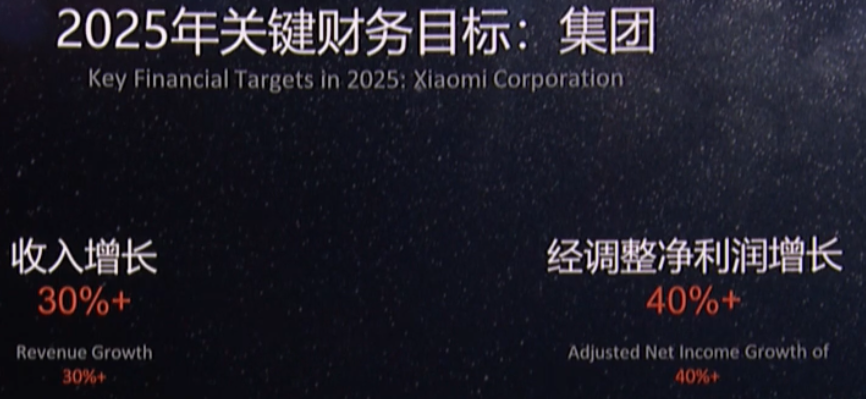 2025年关键财务目标：集团
Key Financial Targets in 2025: Xiaomi Corporation
收入增长
30%+
Revenue Growth
30%+
经调整净利润增长
40%+
Adjusted Net Income Growth of
40%+